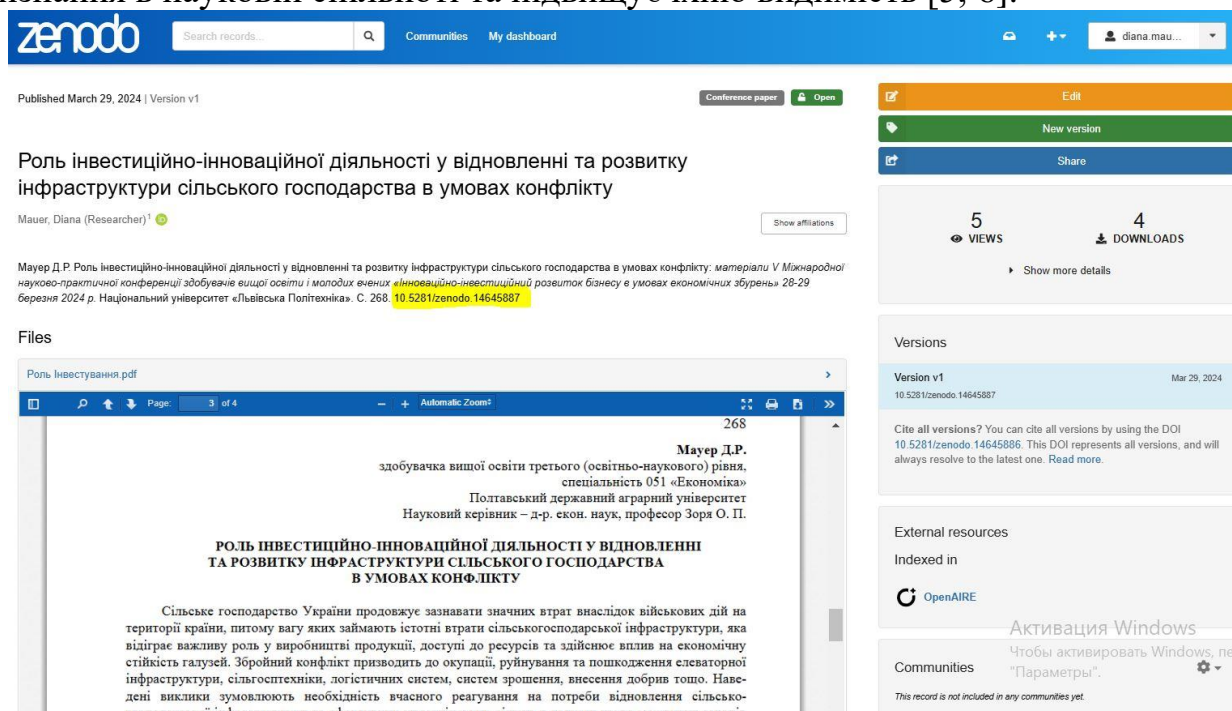 визнання в науковій спільноті та підвищує їхню видимість [5, 6].
zenodo
Search records...
Communities
My dashboard
diana.mau...
Published March 29, 2024 | Version v1
Conference paper
Open
Роль інвестиційно-інноваційної діяльності у відновленні та розвитку
інфраструктури сільського господарства в умовах конфлікту
Mauer, Diana (Researcher)¹
Show affiliations
Мауер Д.Р. Роль інвестиційно-інноваційної діяльності у відновленні та розвитку інфраструктури сільського господарства в умовах конфлікту: матеріали V Міжнародної
науково-практичної конференції здобувачів вищої освіти і молодих вчених «Інноваційно-інвестиційний розвиток бізнесу в умовах економічних збурень» 28-29
березня 2024 р. Національний університет «Львівська Політехніка». С. 268. 10.5281/zenodo.14645887
Files
Роль Інвестування.pdf
Page: 3 of 4
Automatic Zoom
268
Мауер Д.Р.
здобувачка вищої освіти третього (освітньо-наукового) рівня,
спеціальність 051 «Економіка»
Полтавський державний аграрний університет
Науковий керівник – д-р. екон. наук, професор Зоря О. П.
РОЛЬ ІНВЕСТИЦІЙНО-ІННОВАЦІЙНОЇ ДІЯЛЬНОСТІ У ВІДНОВЛЕННІ
ТА РОЗВИТКУ ІНФРАСТРУКТУРИ СІЛЬСЬКОГО ГОСПОДАРСТВА
В УМОВАХ КОНФЛІКТУ
Сільське господарство України продовжує зазнавати значних втрат внаслідок військових дій на
території країни, питому вагу яких займають істотні втрати сільськогосподарської інфраструктури, яка
відіграє важливу роль у виробництві продукції, доступі до ресурсів та здійснює вплив на економічну
стійкість галузей. Збройний конфлікт призводить до окупації, руйнування та пошкодження елеваторної
інфраструктури, сільгосптехніки, логістичних систем, систем зрошення, внесення добрив тощо. Наве-
дені виклики зумовлюють необхідність вчасного реагування на потреби відновлення сільсько-
Edit
New version
Share
5
VIEWS
4
DOWNLOADS
Show more details
Versions
Version v1
Mar 29, 2024
10.5281/zenodo.14645887
Cite all versions? You can cite all versions by using the DOI
10.5281/zenodo.14645886. This DOI represents all versions, and will
always resolve to the latest one. Read more.
External resources
Indexed in
OpenAIRE
Активация Windows
Чтобы активировать Windows, пе
"Параметры".
Communities
This record is not included in any communities yet.